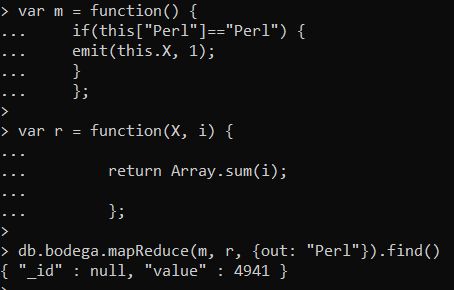 > var m = function() {
...     if(this["Perl"]=="Perl") {
...     emit(this.X, 1);
...     }
...     };
>
> var r = function(X, i) {
...
...         return Array.sum(i);
...
...         };
>
> db.bodega.mapReduce(m, r, {out: "Perl"}).find()
{ "_id" : null, "value" : 4941 }
>